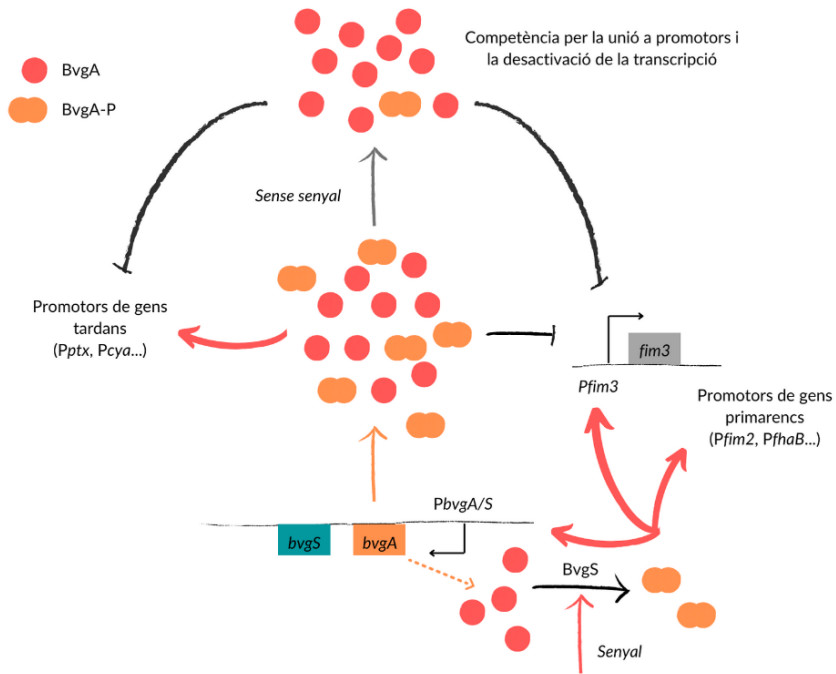 Competència per la unió a promotors i
la desactivació de la transcripció
BvgA
BvgA-P
Sense senyal
Promotors de gens
tardans
(Pptx, Pcya...)
fim3
Pfim3
Promotors de gens
primarencs
(Pfim2, PfhaB...)
PbvgA/S
bvgS
bvgA
BvgS
Senyal